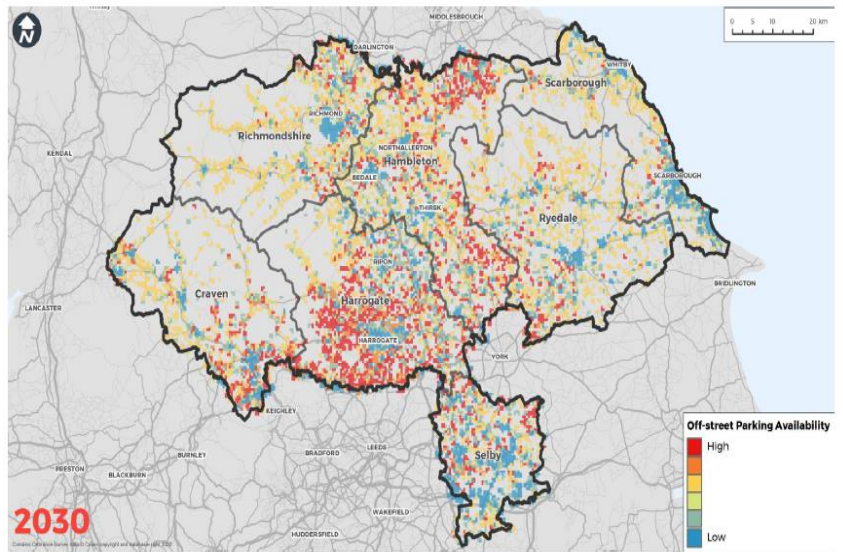 N
MIDDLESBROUGH
0 5 10 20 km
DARLINGTON
WHITBY
Scarborough
RICHMOND
Richmondshire
KENDAL
NORTHALLERTON
Hambleton
BEDALE
SCARBOROUGH
THIRSK
Ryedale
RIPON
Craven
Harrogate
BRIDLINGTON
LANCASTER
HARROGATE
YORK
KEIGHLEY
Off-street Parking Availability
High
BURNLEY
LEEDS
BRADFORD
Selby
PRESTON
BLACKBURN
2030
WAKEFIELD
HUDDERSFIELD
Low